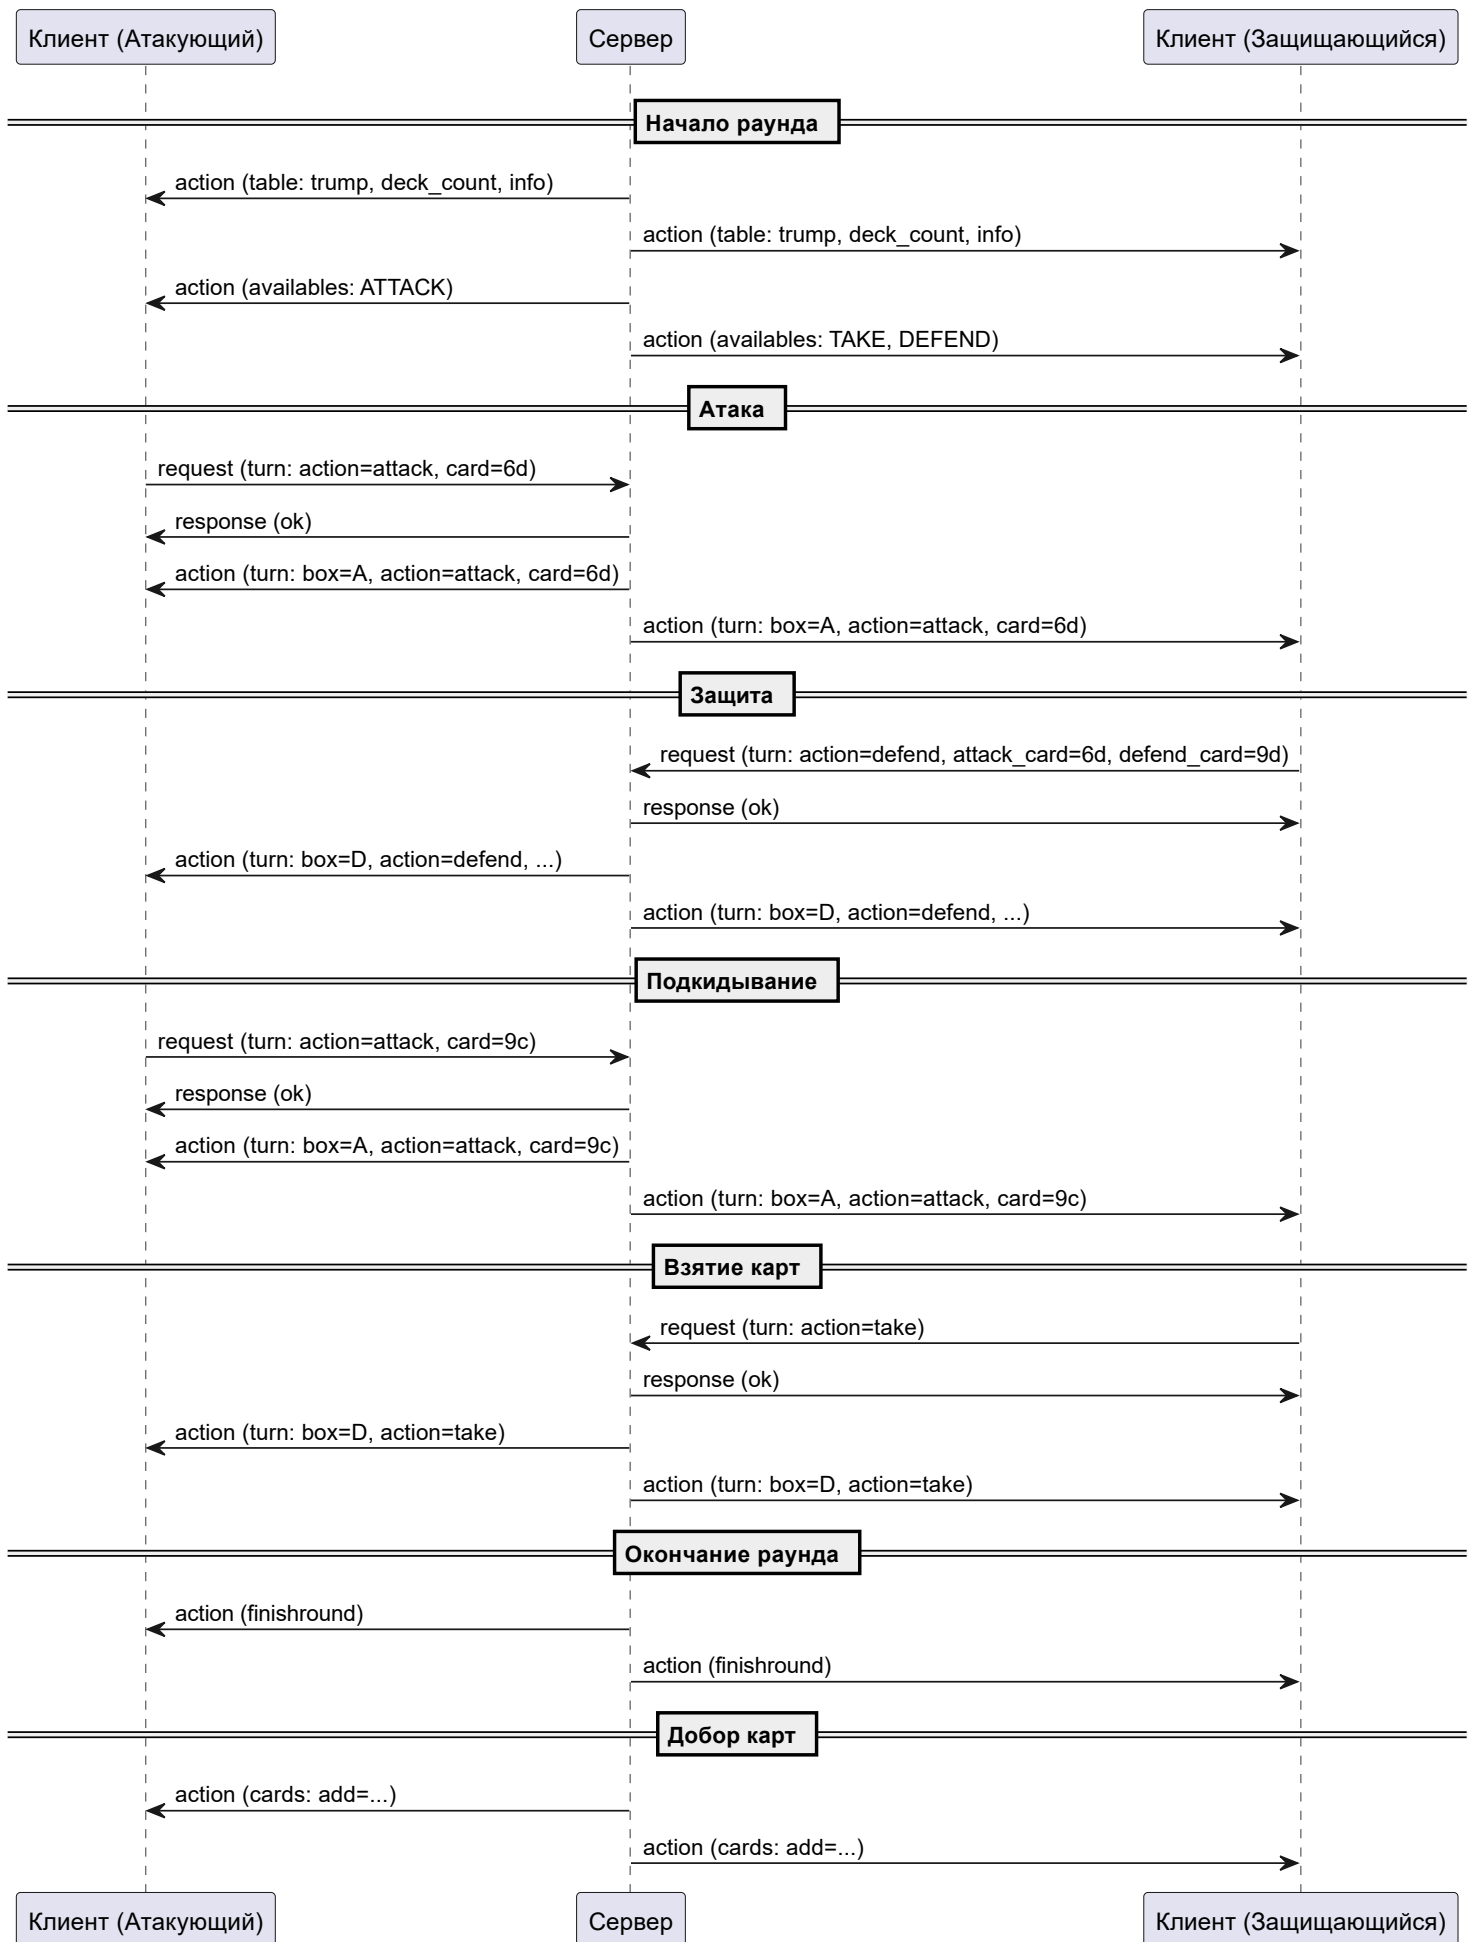 Клиент (Атакующий) Сервер Клиент (Защищающийся)
Начало раунда
action (table: trump, deck_count, info)
action (table: trump, deck_count, info)
action (availables: ATTACK)
action (availables: TAKE, DEFEND)
Атака
request (turn: action=attack, card=6d)
response (ok)
action (turn: box=A, action=attack, card=6d)
action (turn: box=A, action=attack, card=6d)
Защита
request (turn: action=defend, attack_card=6d, defend_card=9d)
response (ok)
action (turn: box=D, action=defend, ...)
action (turn: box=D, action=defend, ...)
Подкидывание
request (turn: action=attack, card=9c)
response (ok)
action (turn: box=A, action=attack, card=9c)
action (turn: box=A, action=attack, card=9c)
Взятие карт
request (turn: action=take)
response (ok)
action (turn: box=D, action=take)
action (turn: box=D, action=take)
Окончание раунда
action (finishround)
action (finishround)
Добор карт
action (cards: add=...)
action (cards: add=...)
Клиент (Атакующий) Сервер Клиент (Защищающийся)